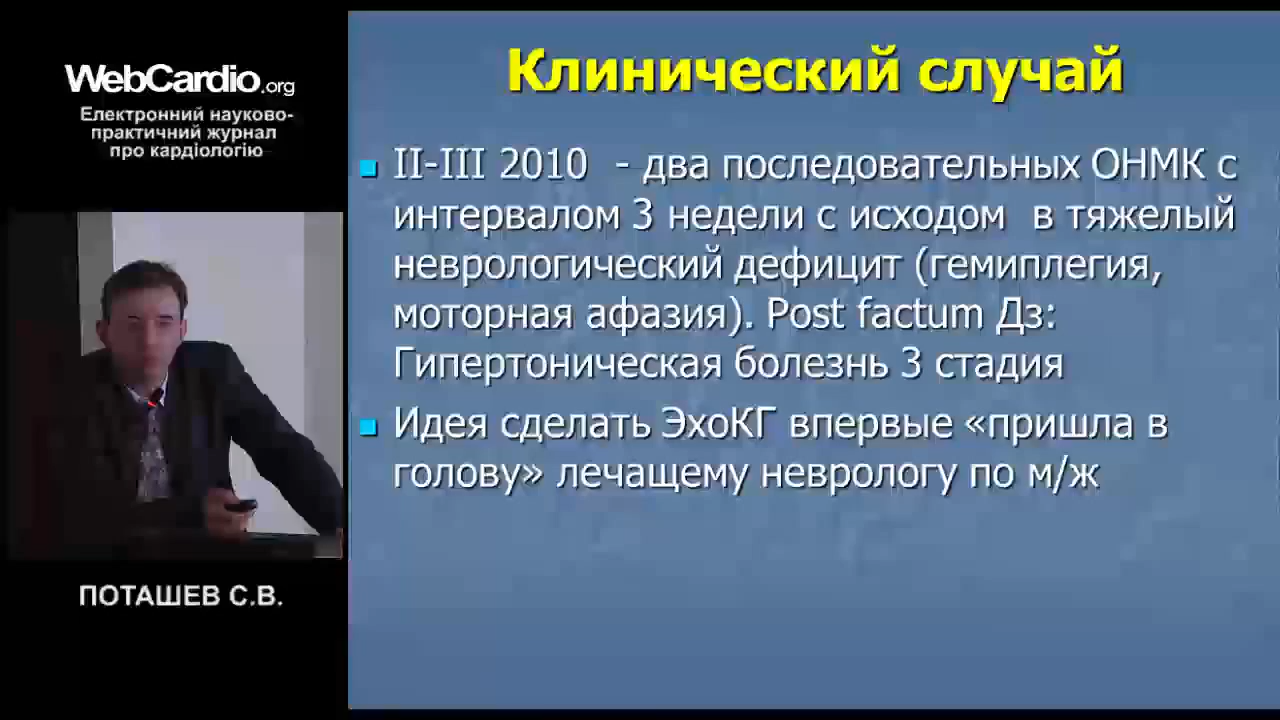 WebCardio.org
Електронний науково-
практичний журнал
про кардіологію
ПОТАШЕВ С.В.
Клинический случай
II-III 2010 - два последовательных ОНМК с
интервалом 3 недели с исходом в тяжелый
неврологический дефицит (гемиплегия,
моторная афазия). Post factum Дз:
Гипертоническая болезнь 3 стадия
Идея сделать ЭхоКГ впервые «пришла в
голову» лечащему неврологу по м/ж